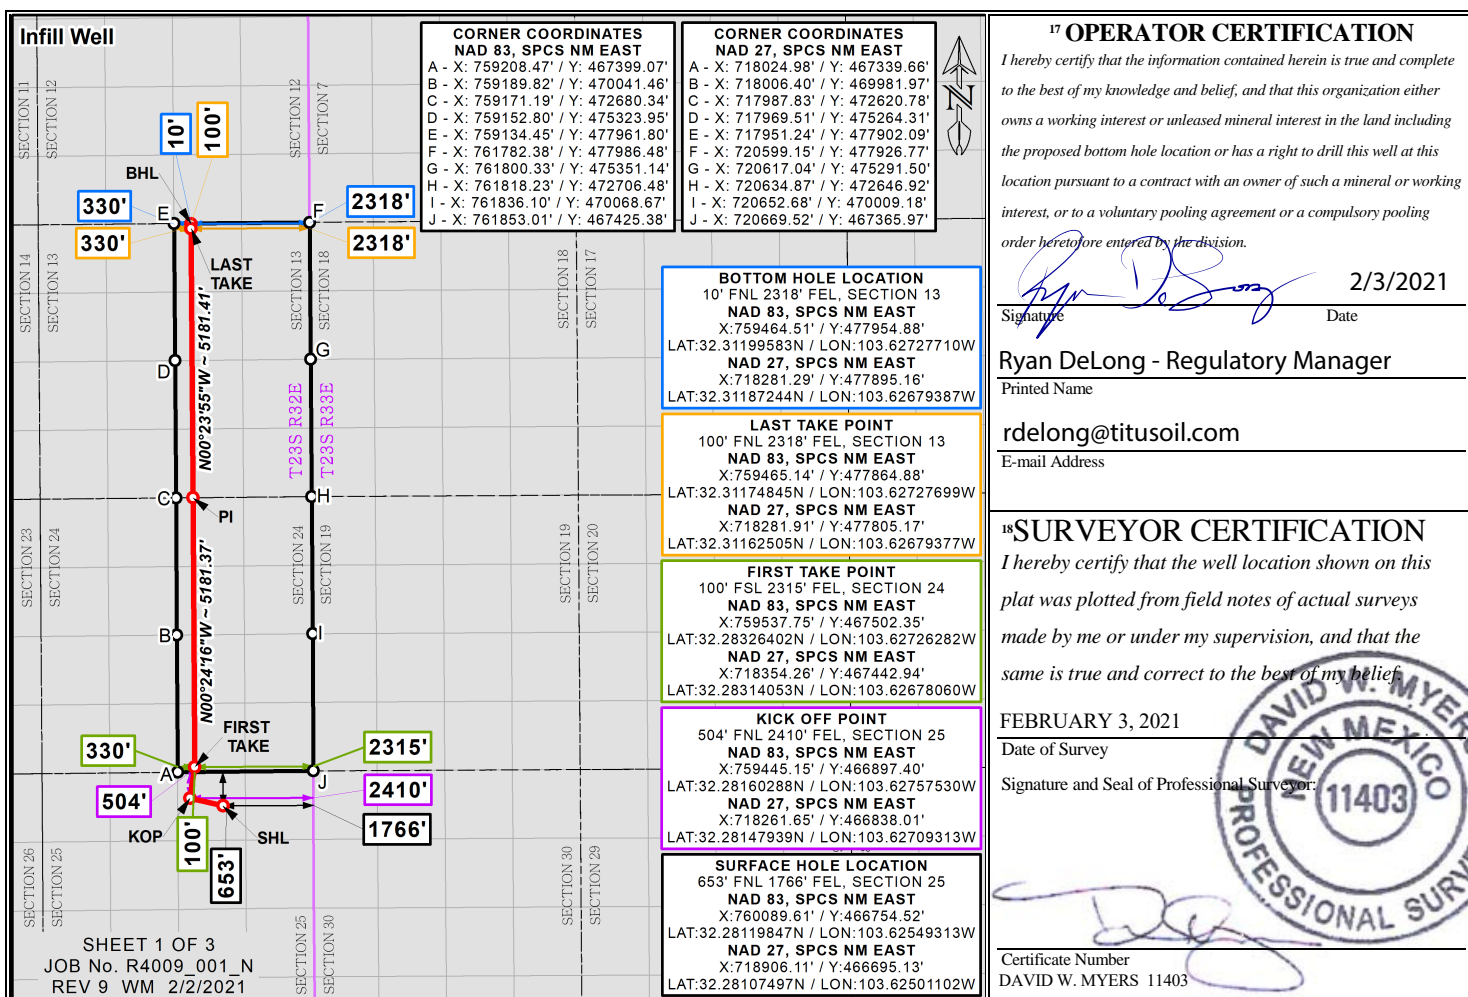 Infill Well
SECTION 11
SECTION 12
SECTION 12
SECTION 7
10'
100'
BHL
330'
E
F
2318'
330'
2318'
LAST
TAKE
SECTION 14
SECTION 13
SECTION 13
SECTION 18
SECTION 18
SECTION 17
N00°23'55"W ~ 5181.41'
D
G
T23S R32E
T23S R33E
C
H
PI
SECTION 23
SECTION 24
SECTION 24
SECTION 19
SECTION 19
SECTION 20
N00°24'16"W ~ 5181.37'
B
I
FIRST
TAKE
330'
2315'
A
J
504'
2410'
KOP
SHL
1766'
100'
653'
SECTION 26
SECTION 25
SECTION 25
SECTION 30
SECTION 30
SECTION 29
SHEET 1 OF 3
JOB No. R4009_001_N
REV 9 WM 2/2/2021
CORNER COORDINATES
NAD 83, SPCS NM EAST
A - X: 759208.47' / Y: 467399.07'
B - X: 759189.82' / Y: 470041.46'
C - X: 759171.19' / Y: 472680.34'
D - X: 759152.80' / Y: 475323.95'
E - X: 759134.45' / Y: 477961.80'
F - X: 761782.38' / Y: 477986.48'
G - X: 761800.33' / Y: 475351.14'
H - X: 761818.23' / Y: 472706.48'
I - X: 761836.10' / Y: 470068.67'
J - X: 761853.01' / Y: 467425.38'
CORNER COORDINATES
NAD 27, SPCS NM EAST
A - X: 718024.98' / Y: 467339.66'
B - X: 718006.40' / Y: 469981.97'
C - X: 717987.83' / Y: 472620.78'
D - X: 717969.51' / Y: 475264.31'
E - X: 717951.24' / Y: 477902.09'
F - X: 720599.15' / Y: 477926.77'
G - X: 720617.04' / Y: 475291.50'
H - X: 720634.87' / Y: 472646.92'
I - X: 720652.68' / Y: 470009.18'
J - X: 720669.52' / Y: 467365.97'
N
BOTTOM HOLE LOCATION
10' FNL 2318' FEL, SECTION 13
NAD 83, SPCS NM EAST
X:759464.51' / Y:477954.88'
LAT:32.31199583N / LON:103.62727710W
NAD 27, SPCS NM EAST
X:718281.29' / Y:477895.16'
LAT:32.31187244N / LON:103.62679387W
LAST TAKE POINT
100' FNL 2318' FEL, SECTION 13
NAD 83, SPCS NM EAST
X:759465.14' / Y:477864.88'
LAT:32.31174845N / LON:103.62727699W
NAD 27, SPCS NM EAST
X:718281.91' / Y:477805.17'
LAT:32.31162505N / LON:103.62679377W
FIRST TAKE POINT
100' FSL 2315' FEL, SECTION 24
NAD 83, SPCS NM EAST
X:759537.75' / Y:467502.35'
LAT:32.28326402N / LON:103.62726282W
NAD 27, SPCS NM EAST
X:718354.26' / Y:467442.94'
LAT:32.28314053N / LON:103.62678060W
KICK OFF POINT
504' FNL 2410' FEL, SECTION 25
NAD 83, SPCS NM EAST
X:759445.15' / Y:466897.40'
LAT:32.28160288N / LON:103.62757530W
NAD 27, SPCS NM EAST
X:718261.65' / Y:466838.01'
LAT:32.28147939N / LON:103.62709313W
SURFACE HOLE LOCATION
653' FNL 1766' FEL, SECTION 25
NAD 83, SPCS NM EAST
X:760089.61' / Y:466754.52'
LAT:32.28119847N / LON:103.62549313W
NAD 27, SPCS NM EAST
X:718906.11' / Y:466695.13'
LAT:32.28107497N / LON:103.62501102W
17 OPERATOR CERTIFICATION
I hereby certify that the information contained herein is true and complete
to the best of my knowledge and belief, and that this organization either
owns a working interest or unleased mineral interest in the land including
the proposed bottom hole location or has a right to drill this well at this
location pursuant to a contract with an owner of such a mineral or working
interest, or to a voluntary pooling agreement or a compulsory pooling
order heretofore entered by the division.
2/3/2021
Signature
Date
Ryan DeLong - Regulatory Manager
Printed Name
rdelong@titusoil.com
E-mail Address
18 SURVEYOR CERTIFICATION
I hereby certify that the well location shown on this
plat was plotted from field notes of actual surveys
made by me or under my supervision, and that the
same is true and correct to the best of my belief.
FEBRUARY 3, 2021
Date of Survey
Signature and Seal of Professional Surveyor:
DAVID W. MYERS
NEW MEXICO
11403
PROFESSIONAL SURVE
Certificate Number
DAVID W. MYERS 11403